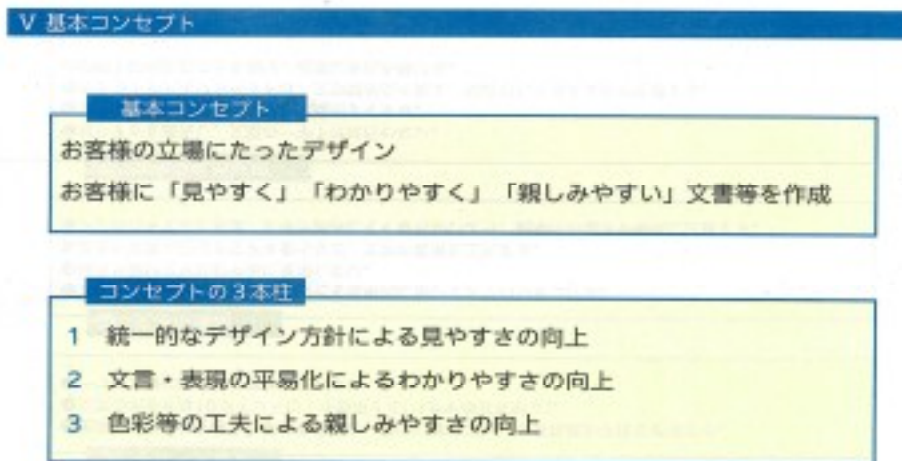 V 基本コンセプト
基本コンセプト
お客様の立場にたったデザイン
お客様に「見やすく」「わかりやすく」「親しみやすい」文書等を作成
コンセプトの3本柱
1 統一的なデザイン方針による見やすさの向上
2 文言・表現の平易化によるわかりやすさの向上
3 色彩等の工夫による親しみやすさの向上